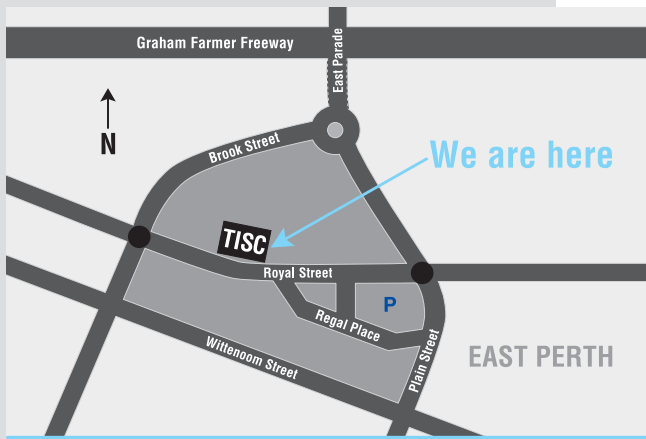 Graham Farmer Freeway
East Parade
N
Brook Street
We are here
TISC
Royal Street
P
Regal Place
Wittenoom Street
Plain Street
EAST PERTH